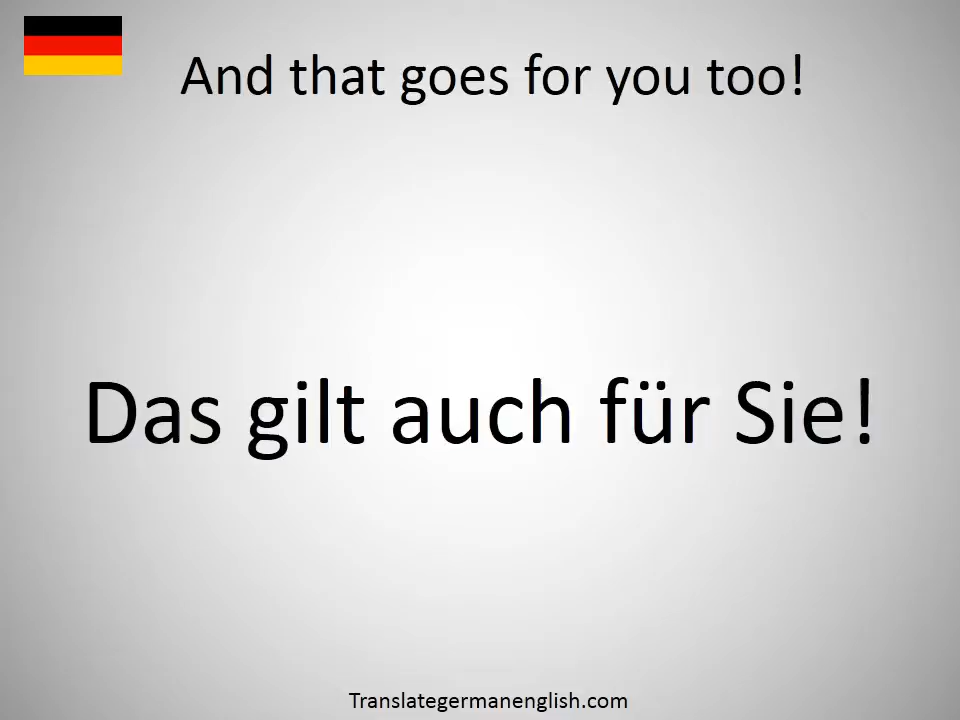 And that goes for you too!
Das gilt auch für Sie!
Translategermanenglish.com